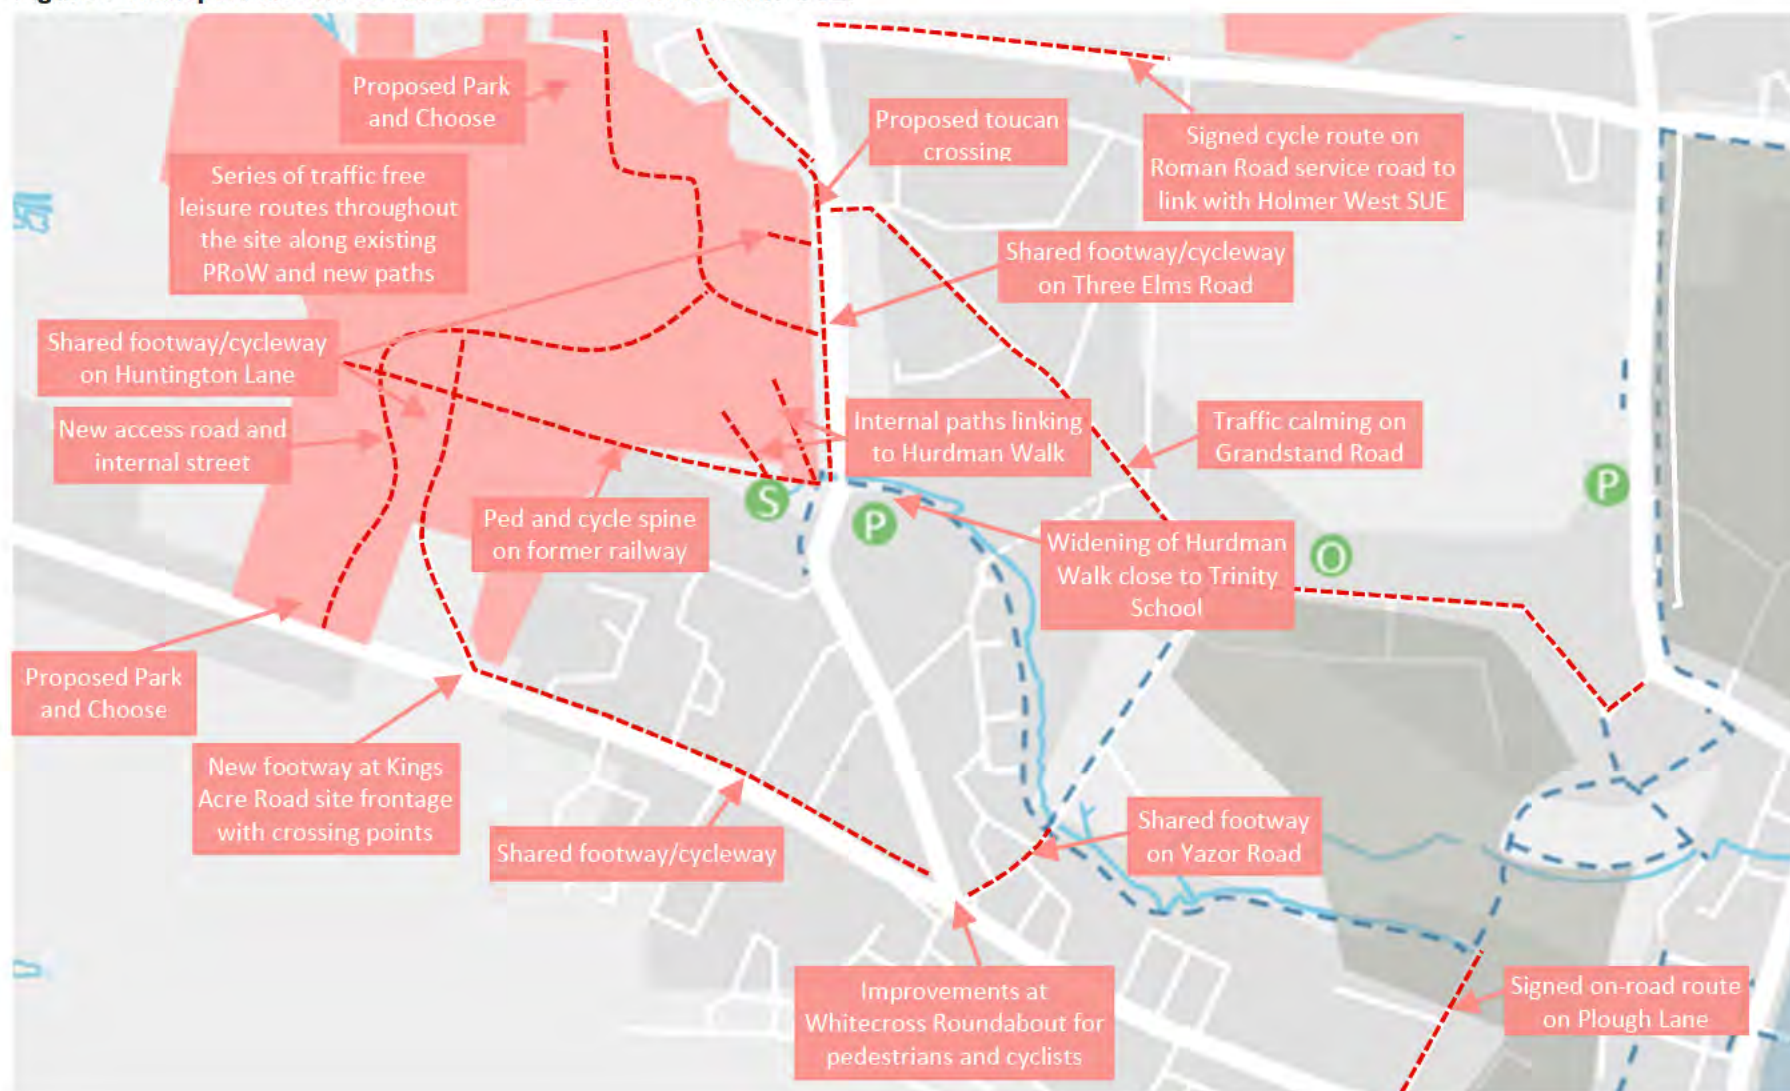 Proposed Park
and Choose
Proposed toucan
crossing
Signed cycle route on
Roman Road service road to
link with Holmer West SUE
Series of traffic free
leisure routes throughout
the site along existing
PRoW and new paths
Shared footway/cycleway
on Three Elms Road
Shared footway/cycleway
on Huntington Lane
New access road and
internal street
Internal paths linking
to Hurdman Walk
Traffic calming on
Grandstand Road
S
P
P
O
Ped and cycle spine
on former railway
Widening of Hurdman
Walk close to Trinity
School
Proposed Park
and Choose
New footway at Kings
Acre Road site frontage
with crossing points
Shared footway/cycleway
Shared footway
on Yazor Road
Improvements at
Whitecross Roundabout for
pedestrians and cyclists
Signed on-road route
on Plough Lane